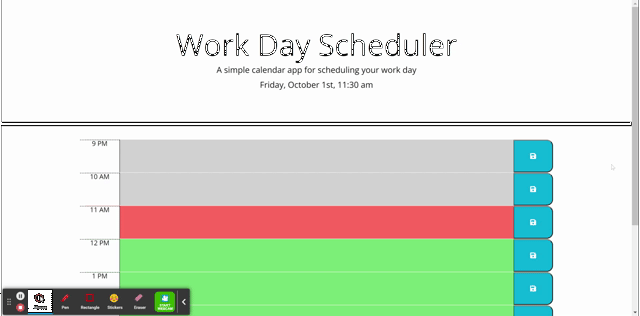 Work Day Scheduler
A simple calendar app for scheduling your work day
Friday, October 1st, 11:30 am
9 PM
10 AM
11 AM
12 PM
1 PM
Pen
Rectangle
Stickers
Eraser